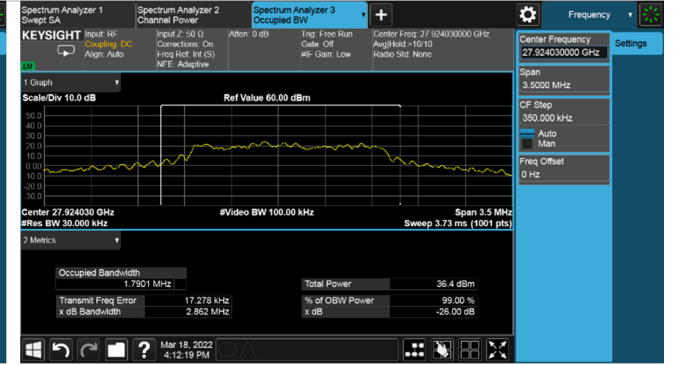 Spectrum Analyzer 1
Swept SA
Spectrum Analyzer 2
Channel Power
Spectrum Analyzer 3
Occupied BW
+
Frequency
KEYSIGHT
Input: RF
Coupling: DC
Align: Auto
Input Z: 50 Ω
Corrections: On
Freq Ref: Int (S)
NFE: Adaptive
Atten: 0 dB
Trig: Free Run
Gate: Off
#IF Gain: Low
Center Freq: 27.924030000 GHz
Avg|Hold:>10/10
Radio Std: None
Center Frequency
27.924030000 GHz
Settings
Span
3.5000 MHz
CF Step
350.000 kHz
Auto
Man
Freq Offset
0 Hz
1 Graph
Scale/Div 10.0 dB
Ref Value 60.00 dBm
50.0
40.0
30.0
20.0
10.0
0.00
-10.0
-20.0
-30.0
Center 27.924030 GHz
#Video BW 100.00 kHz
Span 3.5 MHz
#Res BW 30.000 kHz
Sweep 3.73 ms (1001 pts)
2 Metrics
Occupied Bandwidth
1.7901 MHz
Total Power
36.4 dBm
Transmit Freq Error
17.278 kHz
% of OBW Power
99.00 %
x dB Bandwidth
2.862 MHz
x dB
-26.00 dB
?
Mar 18, 2022
4:12:19 PM